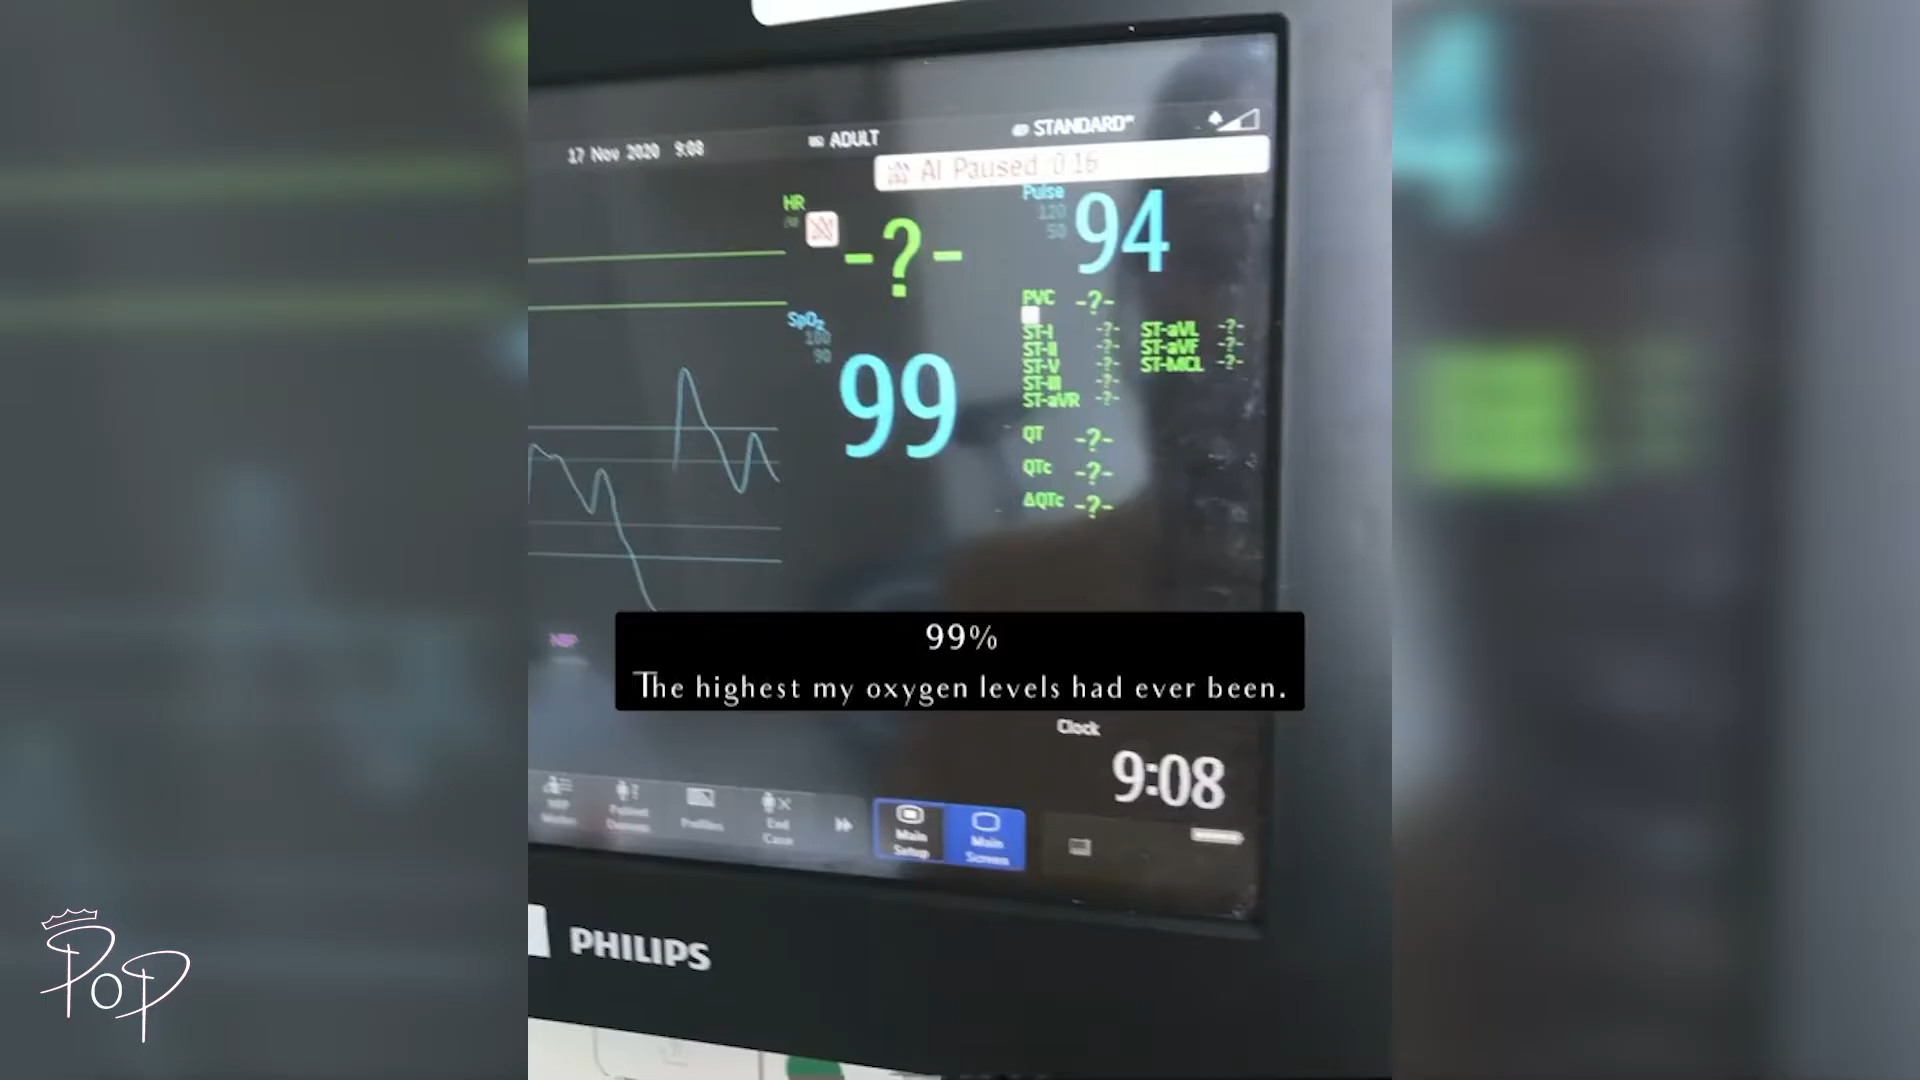 17 Nov 2020 9:08
ADULT
STANDARD
Al Paused 0:16
HR
-?-
Pulse
120
50
94
SpO₂
100
90
99
PVC -?-
ST-I -?- ST-aVL -?-
ST-II -?- ST-aVF -?-
ST-V -?- ST-MCL -?-
ST-III -?-
ST-aVR -?-
QT -?-
QTc -?-
ΔQTc -?-
NBP
99%
The highest my oxygen levels had ever been.
Clock
9:08
Profiles
End
Case
Main
Setup
Main
Screen
PHILIPS
PoP